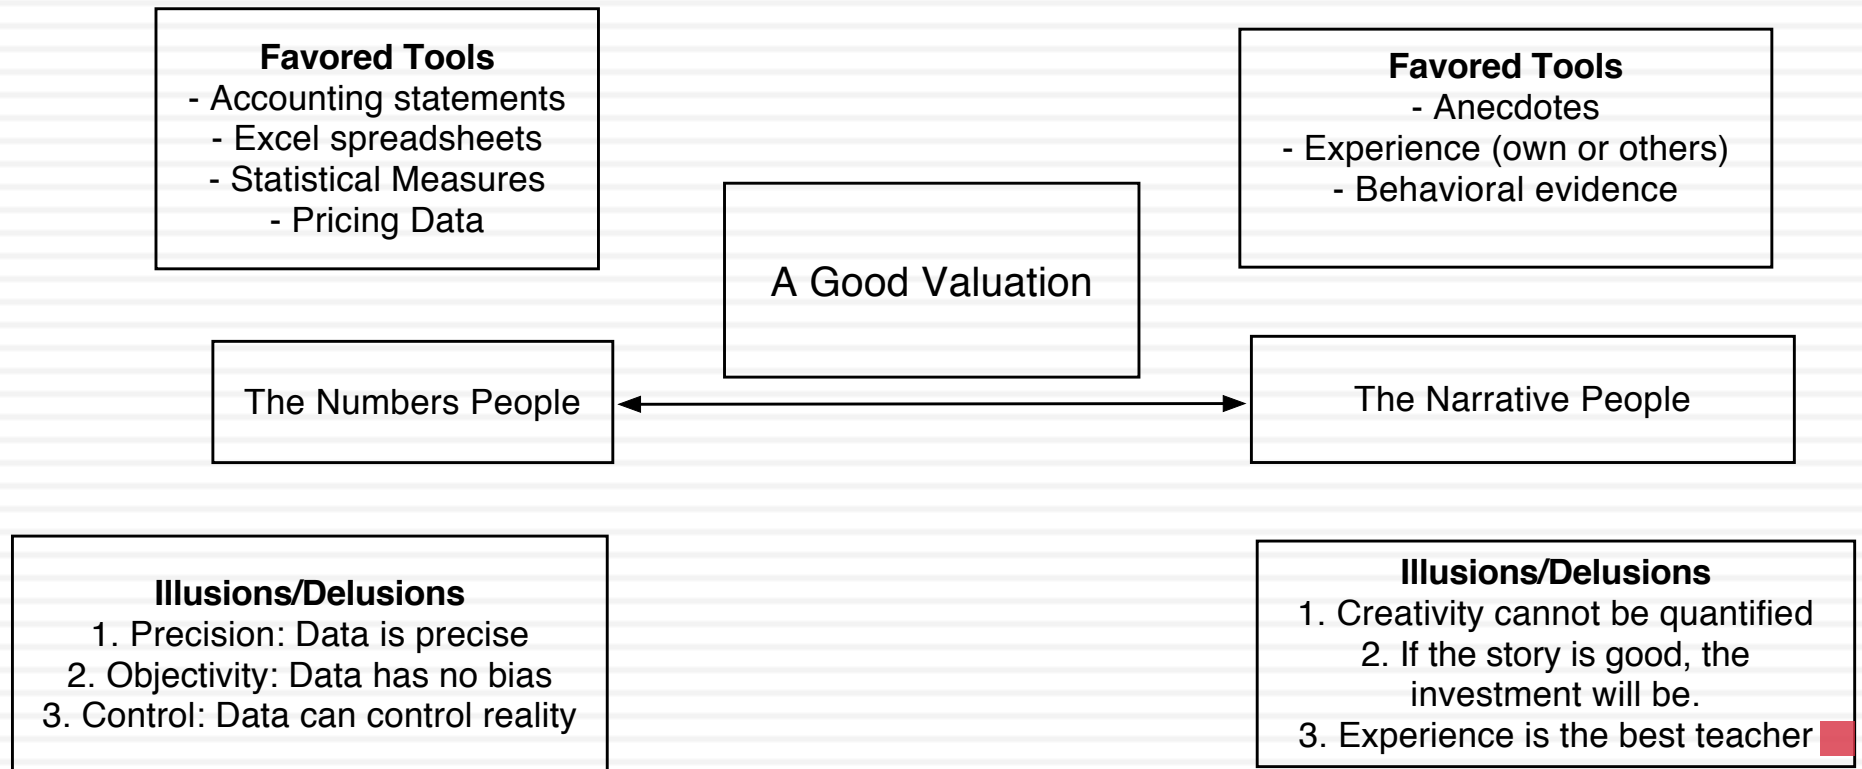 Favored Tools
- Accounting statements
- Excel spreadsheets
- Statistical Measures
- Pricing Data
Favored Tools
- Anecdotes
- Experience (own or others)
- Behavioral evidence
A Good Valuation
The Numbers People
The Narrative People
Illusions/Delusions
1. Precision: Data is precise
2. Objectivity: Data has no bias
3. Control: Data can control reality
Illusions/Delusions
1. Creativity cannot be quantified
2. If the story is good, the
investment will be.
3. Experience is the best teacher